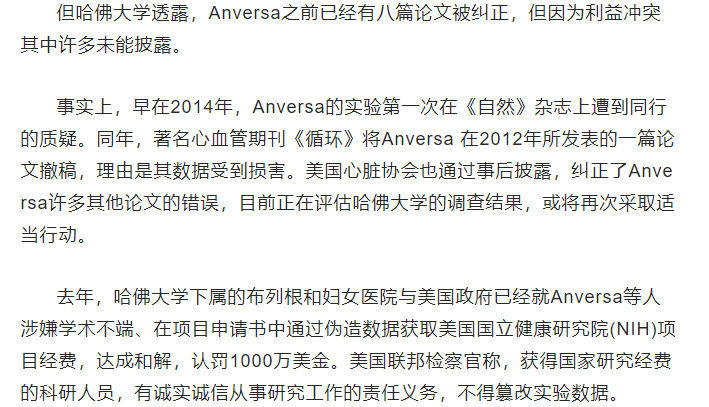 但哈佛大学透露，Anversa之前已经有八篇论文被纠正，但因为利益冲突
其中许多未能披露。
事实上，早在2014年，Anversa的实验第一次在《自然》杂志上遭到同行
的质疑。同年，著名心血管期刊《循环》将Anversa 在2012年所发表的一篇论
文撤稿，理由是其数据受到损害。美国心脏协会也通过事后披露，纠正了Anve
rsa许多其他论文的错误，目前正在评估哈佛大学的调查结果，或将再次采取适
当行动。
去年，哈佛大学下属的布列根和妇女医院与美国政府已经就Anversa等人
涉嫌学术不端、在项目申请书中通过伪造数据获取美国国立健康研究院(NIH)项
目经费，达成和解，认罚1000万美金。美国联邦检察官称，获得国家研究经费
的科研人员，有诚实诚信从事研究工作的责任义务，不得篡改实验数据。